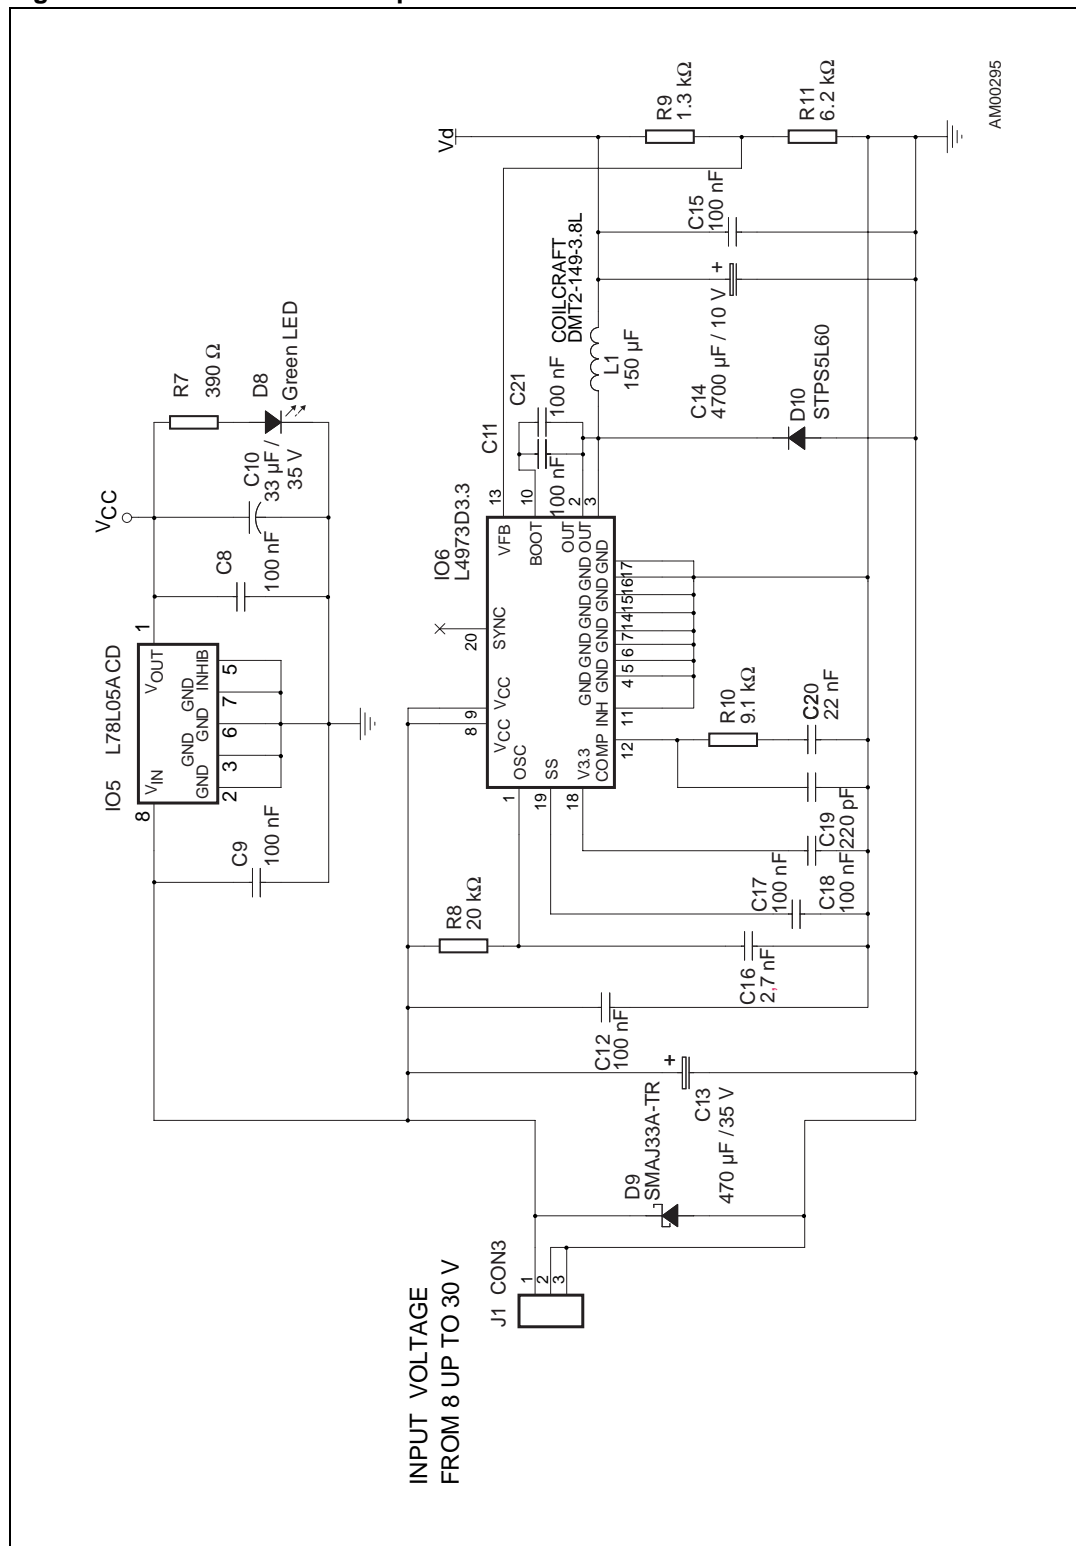 INPUT VOLTAGE
FROM 8 UP TO 30 V
J1 CON3
1
2
3
D9
SMAJ33A-TR
C13
470 µF / 35 V
+
C12
100 nF
R8
20 kΩ
C16
2,7 nF
C17
100 nF
C18
100 nF
C19
220 pF
R10
9.1 kΩ
C20
22 nF
IO5 L78L05ACD
8
VIN
VOUT
1
GND
GND
GND
GND
INHIB
2
3
6
7
5
C9
100 nF
C8
100 nF
VCC
C10
33 µF /
35 V
R7
390 Ω
D8
Green LED
IO6
L4973D3.3
8
9
VCC
VCC
20
SYNC
1
OSC
19
SS
18
V3.3
12
COMP
11
INH
4
5
6
7
14
15
16
17
GND
GND
GND
GND
GND
GND
GND
GND
13
VFB
10
BOOT
2
OUT
3
OUT
C11
100 nF
C21
100 nF
COILCRAFT
DMT2-149-3.8L
L1
150 µF
D10
STPS5L60
C14
4700 µF / 10 V
+
C15
100 nF
Vd
R9
1.3 kΩ
R11
6.2 kΩ
AM00295